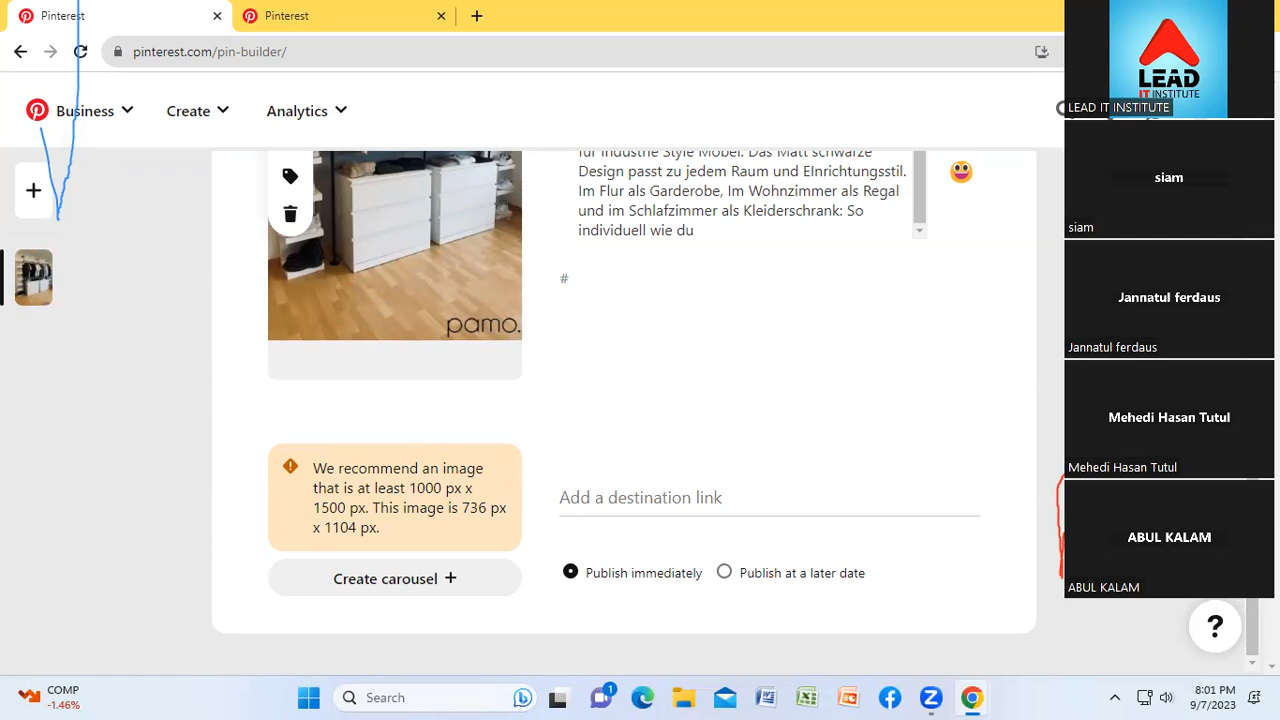 Pinterest
Pinterest
pinterest.com/pin-builder/
Business
Create
Analytics
für Industrie Style Möbel. Das Matt schwarze
Design passt zu jedem Raum und EInrichtungsstil.
Im Flur als Garderobe, Im Wohnzimmer als Regal
und im Schlafzimmer als Kleiderschrank: So
individuell wie du
#
pamo.
We recommend an image
that is at least 1000 px x
1500 px. This image is 736 px
x 1104 px.
Create carousel +
Add a destination link
Publish immediately
Publish at a later date
LEAD
IT INSTITUTE
LEAD IT INSTITUTE
siam
siam
Jannatul ferdaus
Jannatul ferdaus
Mehedi Hasan Tutul
Mehedi Hasan Tutul
ABUL KALAM
ABUL KALAM
?
COMP
-1.46%
Search
1
8:01 PM
9/7/2023